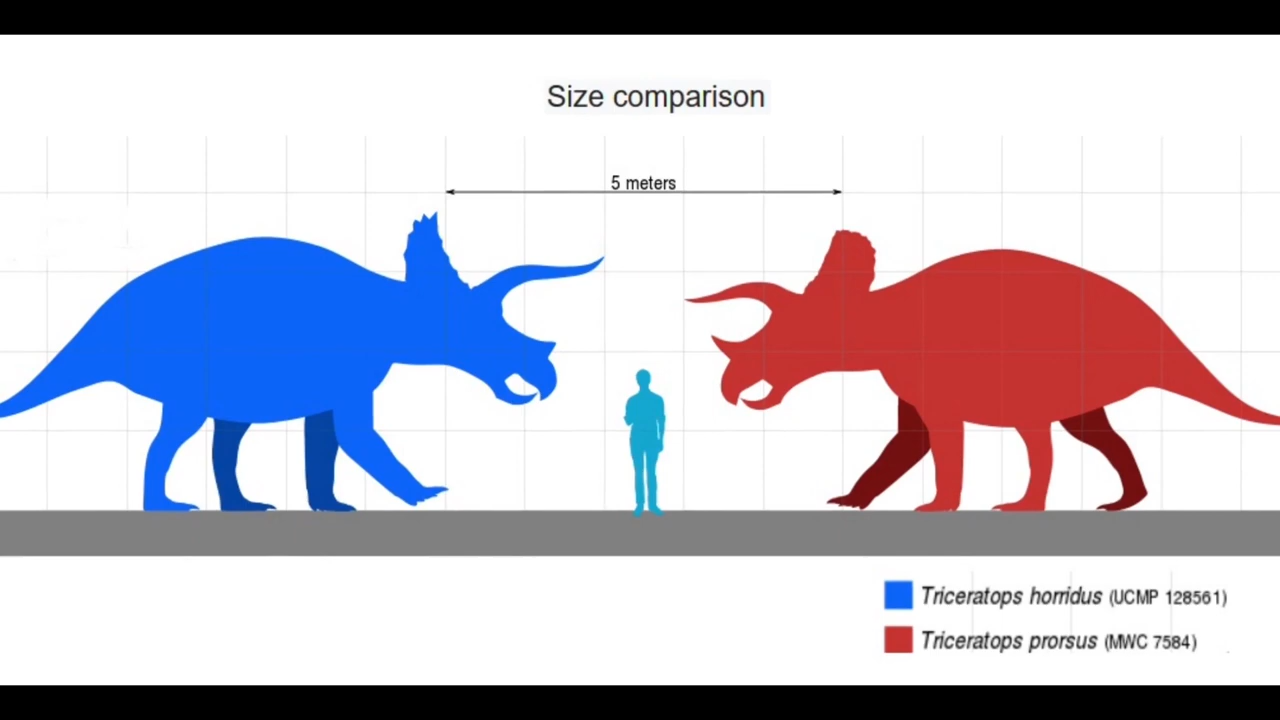 Size comparison
5 meters
Triceratops horridus (UCMP 128561)
Triceratops prorsus (MWC 7584)